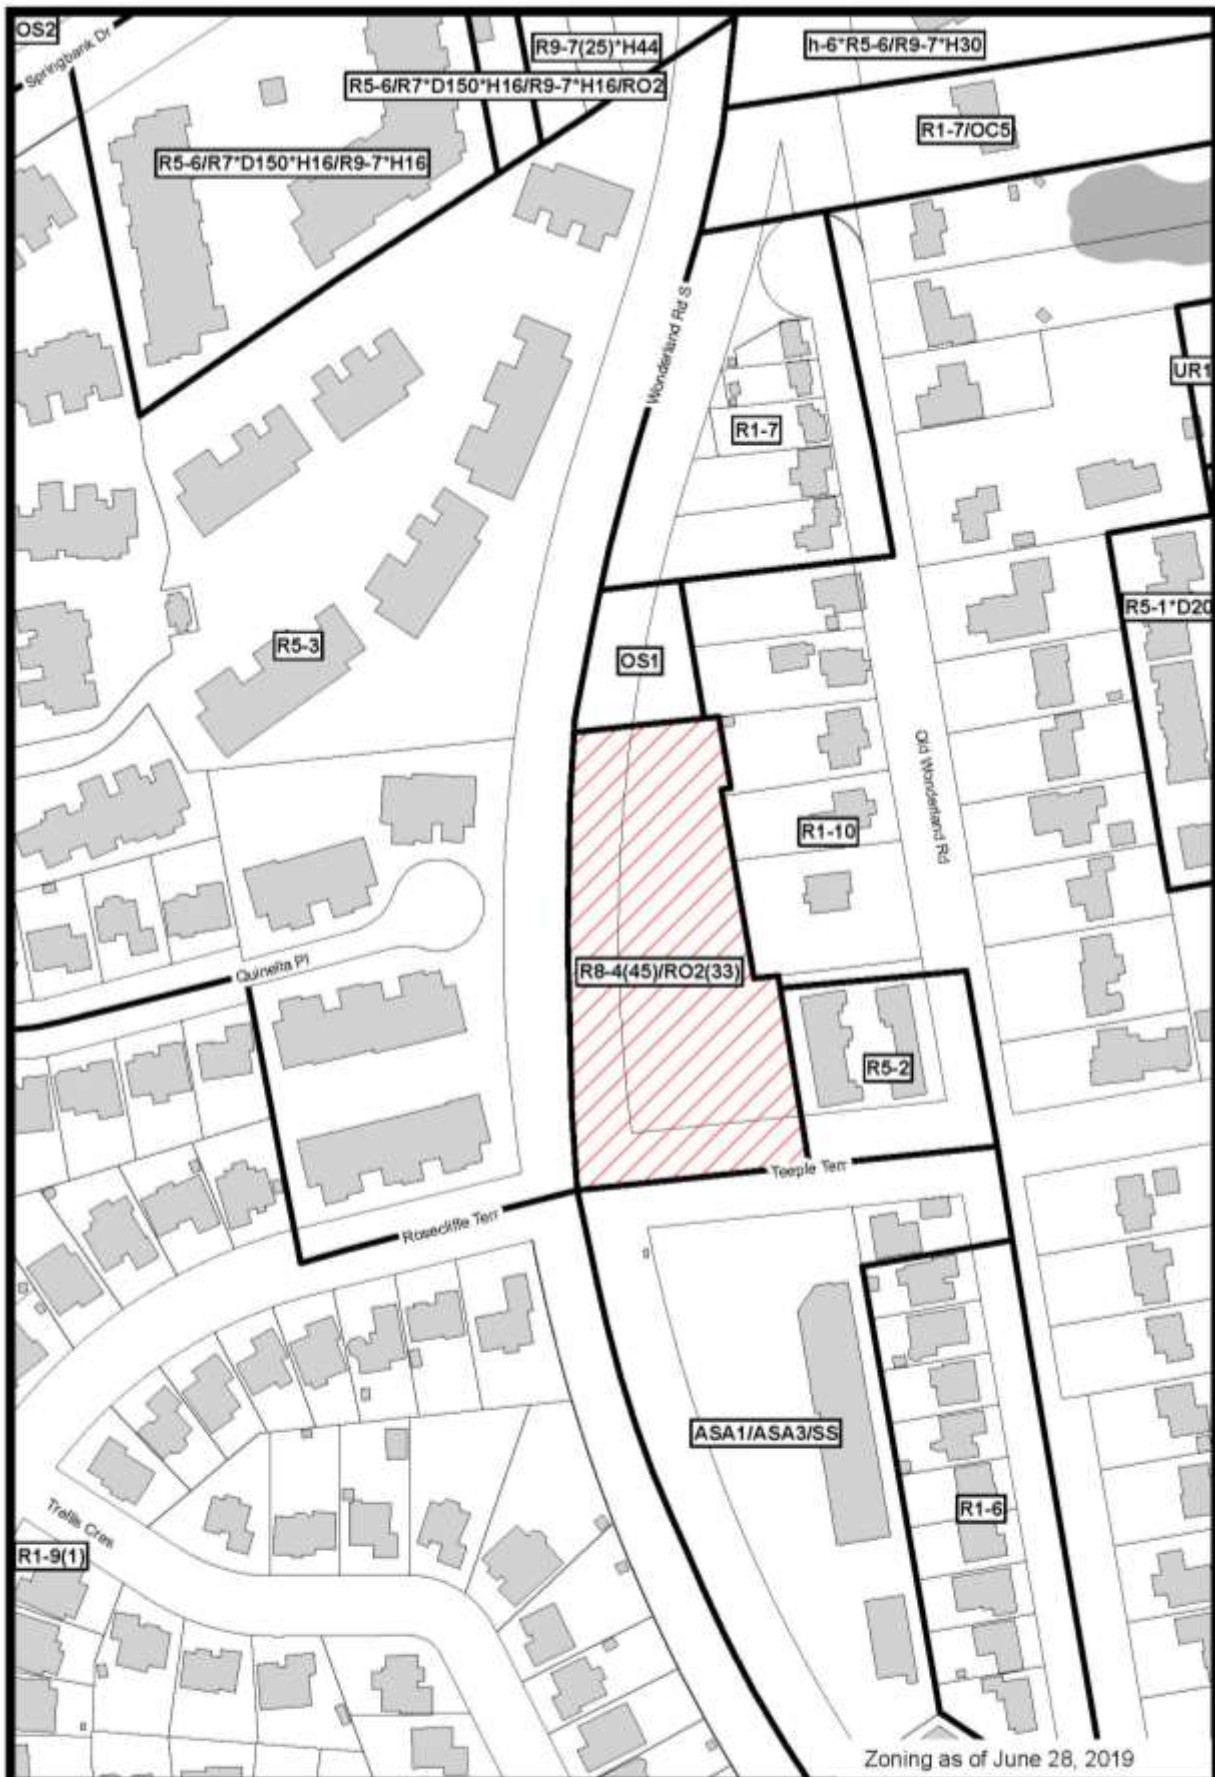 OS2
Springbank Dr
R9-7(25)*H44
h-6*R5-6/R9-7*H30
R5-6/R7*D150*H16/R9-7*H16/RO2
R1-7/OC5
R5-6/R7*D150*H16/R9-7*H16
Wonderland Rd S
UR1
R1-7
R5-1*D20
R5-3
OS1
Old Wonderland Rd
R1-10
Quinella Pl
R8-4(45)/RO2(33)
R5-2
Teeple Terr
Rosecliffe Terr
ASA1/ASA3/SS
R1-6
Trellis Cres
R1-9(1)
Zoning as of June 28, 2019